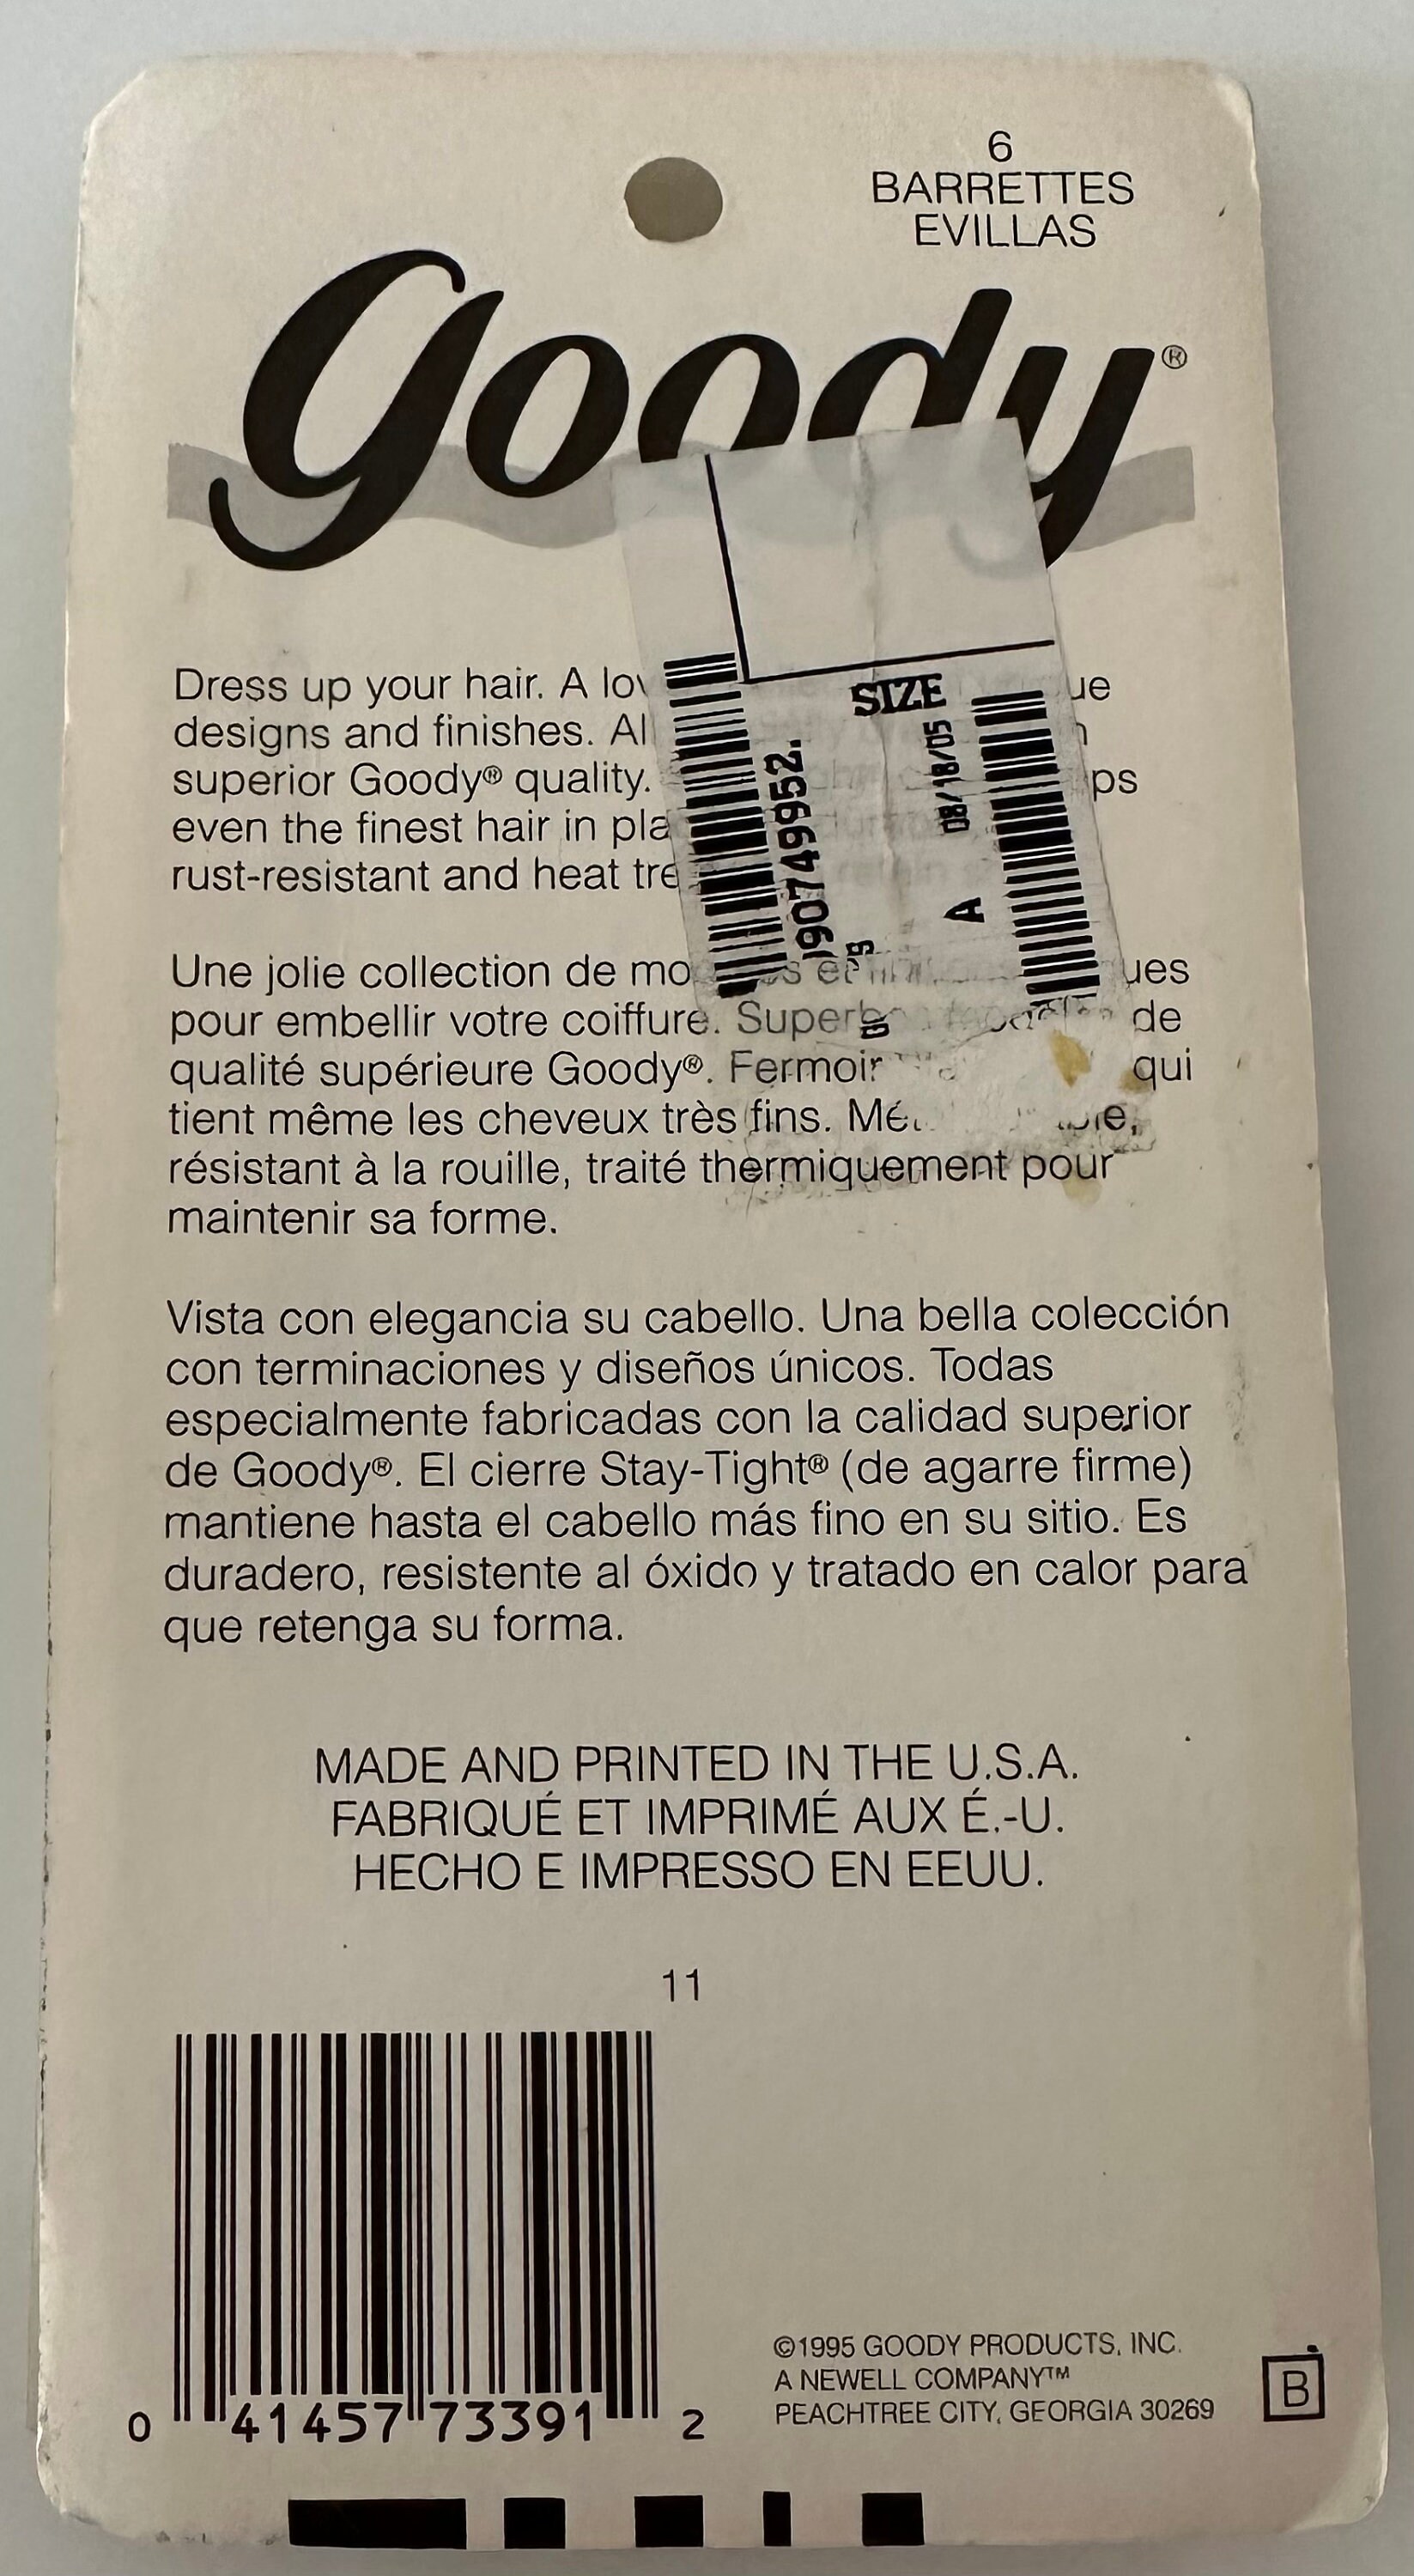 6
BARRETTES
EVILLAS
goody®
Dress up your hair. A
designs and finishes.
superior Goody® quality.
even the finest hair in
rust-resistant and heat
SIZE
08/18/05
A
Une jolie collection de
pour embellir votre coiffure. de
qualité supérieure Goody®. Fermoir qui
tient même les cheveux très fins.
résistant à la rouille, traité thermiquement pour
maintenir sa forme.
Vista con elegancia su cabello. Una bella colección
con terminaciones y diseños únicos. Todas
especialmente fabricadas con la calidad superior
de Goody®. El cierre Stay-Tight® (de agarre firme)
mantiene hasta el cabello más fino en su sitio. Es
duradero, resistente al óxido y tratado en calor para
que retenga su forma.
MADE AND PRINTED IN THE U.S.A.
FABRIQUÉ ET IMPRIMÉ AUX É.-U.
HECHO E IMPRESSO EN EEUU.
11
0 41457 73391 2
©1995 GOODY PRODUCTS, INC.
A NEWELL COMPANY™
PEACHTREE CITY, GEORGIA 30269
B